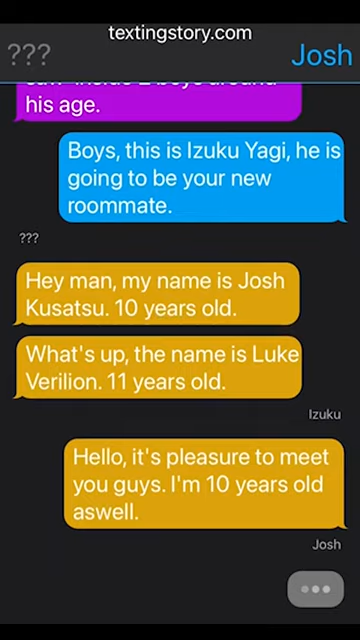 textingstory.com
???
Josh
his age.
Boys, this is Izuku Yagi, he is
going to be your new
roommate.
???
Hey man, my name is Josh
Kusatsu. 10 years old.
What's up, the name is Luke
Verilion. 11 years old.
Izuku
Hello, it's pleasure to meet
you guys. I'm 10 years old
aswell.
Josh